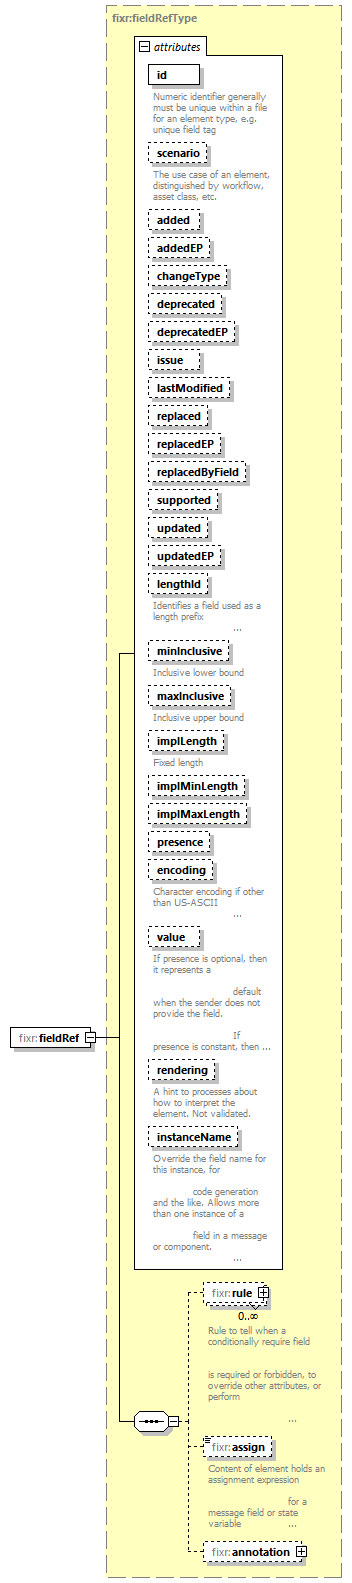 fixr:fieldRefType
attributes
id
Numeric identifier generally
must be unique within a file
for an element type, e.g.
unique field tag
scenario
The use case of an element,
distinguished by workflow,
asset class, etc.
added
addedEP
changeType
deprecated
deprecatedEP
issue
lastModified
replaced
replacedEP
replacedByField
supported
updated
updatedEP
lengthId
Identifies a field used as a
length prefix
...
minInclusive
Inclusive lower bound
maxInclusive
Inclusive upper bound
implLength
Fixed length
implMinLength
implMaxLength
presence
encoding
Character encoding if other
than US-ASCII
...
value
If presence is optional, then
it represents a
default
when the sender does not
provide the field.
If
presence is constant, then ...
fixr:fieldRef
rendering
A hint to processes about
how to interpret the
element. Not validated.
instanceName
Override the field name for
this instance, for
code generation
and the like. Allows more
than one instance of a
field in a message
or component.
...
fixr:rule
0..∞
Rule to tell when a
conditionally require field
is required or forbidden, to
override other attributes, or
perform
...
fixr:assign
Content of element holds an
assignment expression
for a
message field or state
variable ...
fixr:annotation